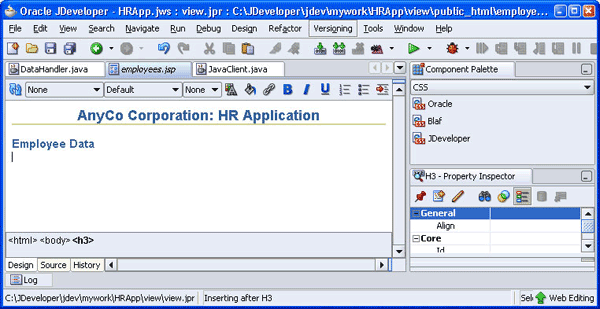 Oracle JDeveloper - HRApp.jws : view.jpr : C:\JDeveloper\jdev\mywork\HRApp\view\public_html\employe...
File Edit View Search Navigate Run Debug Refactor Versioning Tools Window Help
DataHandler.java employees.jsp JavaClient.java
None Default None
AnyCo Corporation: HR Application
Employee Data
<html> <body> <h3>
Design Source History
Component Palette
CSS
Oracle
Blaf
JDeveloper
H3 - Property Inspector
General
Align
Core
Id
Log
C:\JDeveloper\jdev\mywork\HRApp\view\view.jpr Inserting after H3 Web Editing